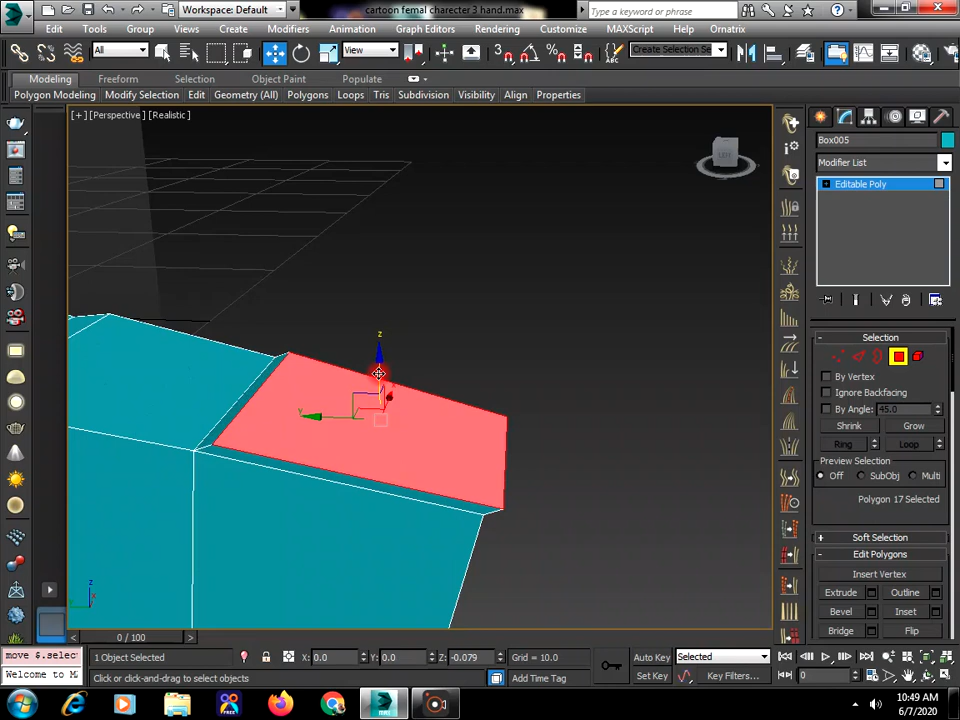 Workspace: Default
cartoon femal charecter 3 hand.max
Type a keyword or phrase
Edit Tools Group Views Create Modifiers Animation Graph Editors Rendering Customize MAXScript Help Ornatrix
All View Create Selection Se
Modeling Freeform Selection Object Paint Populate
Polygon Modeling Modify Selection Edit Geometry (All) Polygons Loops Tris Subdivision Visibility Align Properties
[+] [Perspective] [Realistic]
Box005
Modifier List
Editable Poly
z
y
Selection
By Vertex
Ignore Backfacing
By Angle: 45.0
Shrink Grow
Ring Loop
Preview Selection
Off SubObj Multi
Polygon 17 Selected
Soft Selection
Edit Polygons
Insert Vertex
Extrude Outline
Bevel Inset
Bridge Flip
z
x
0 / 100
move $.selec
Welcome to M
1 Object Selected X: 0.0 Y: 0.0 Z: -0.079 Grid = 10.0 Auto Key Selected
Click or click-and-drag to select objects Add Time Tag Set Key Key Filters... 0
10:49 AM
6/7/2020